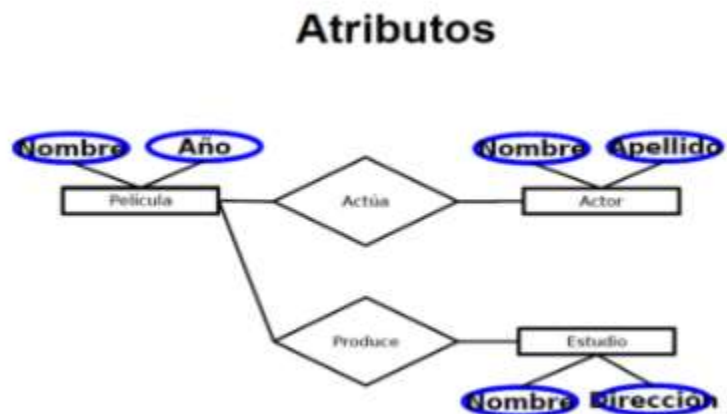 Atributos
Nombre Año Nombre Apellido
Película Actúa Actor
Produce Estudio
Nombre Dirección